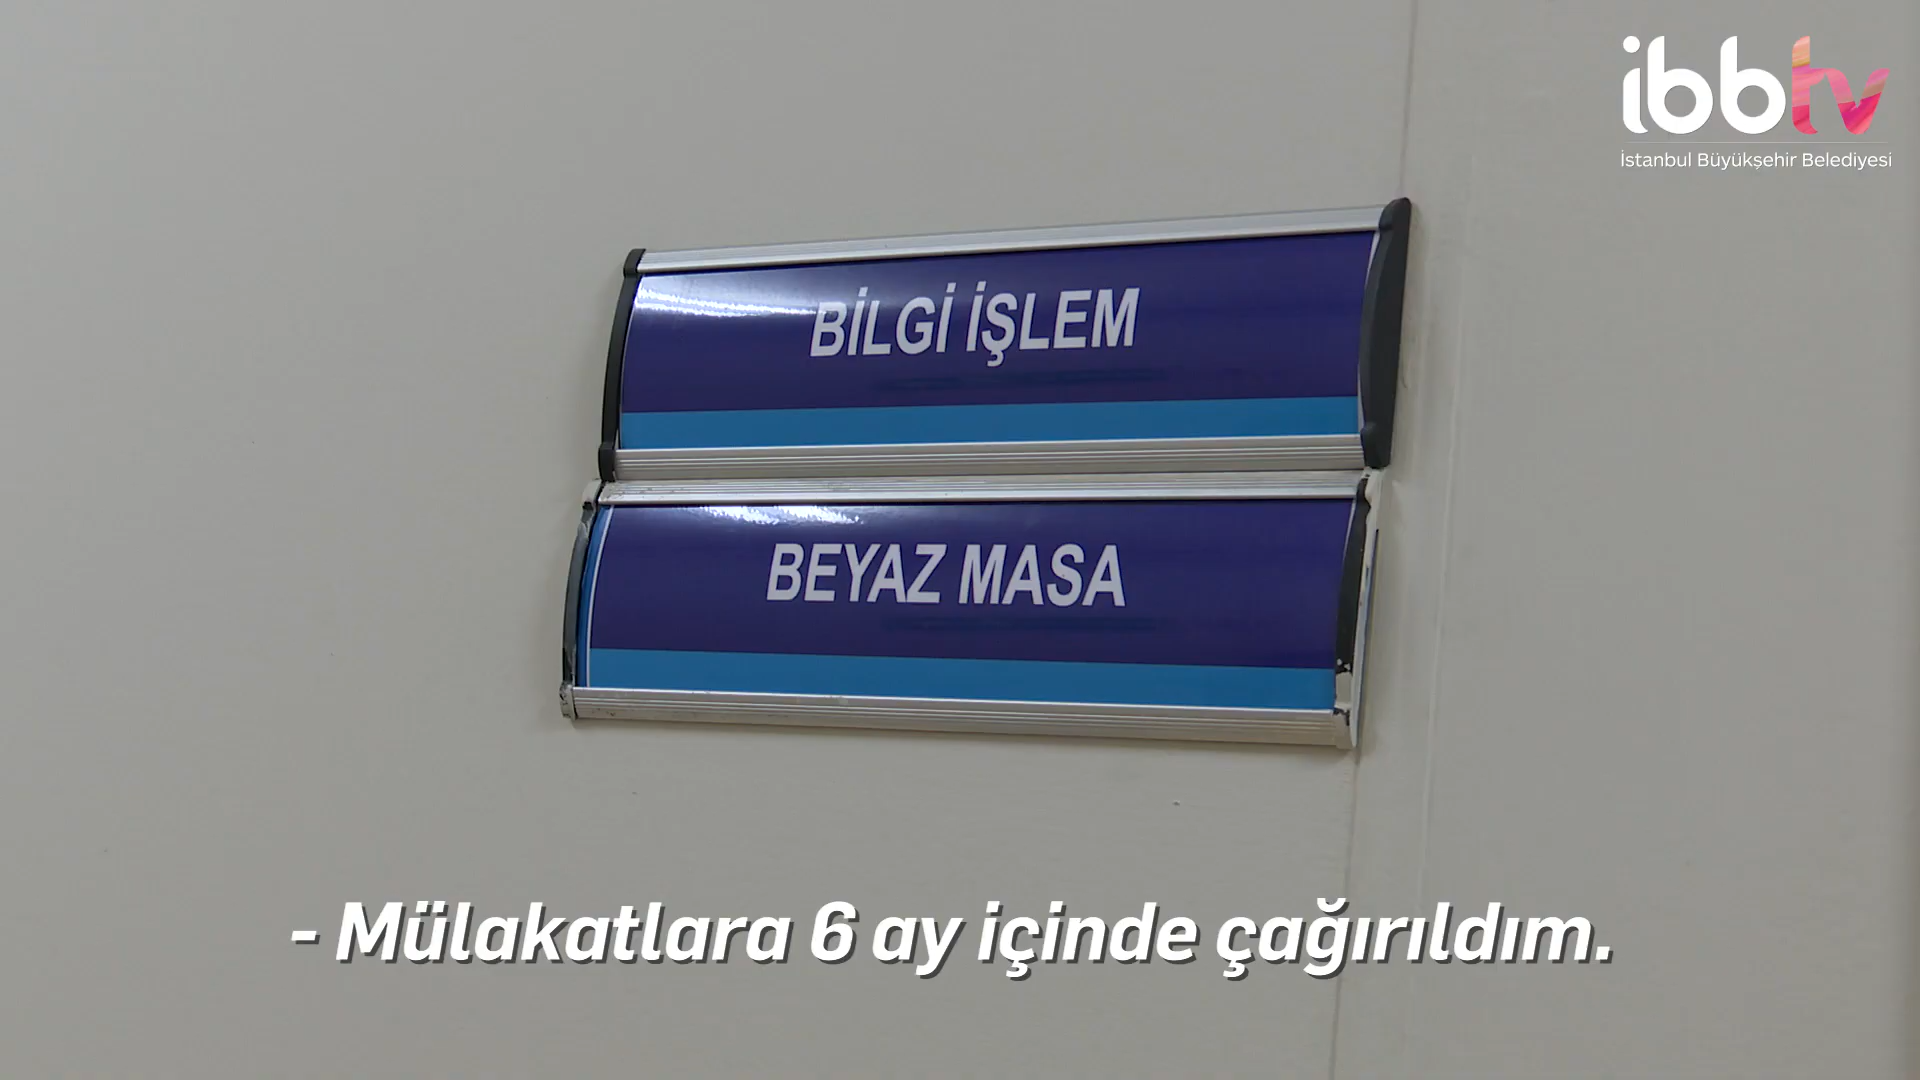 ibbtv
İstanbul Büyükşehir Belediyesi
BİLGİ İŞLEM
BEYAZ MASA
- Mülakatlara 6 ay içinde çağırıldım.